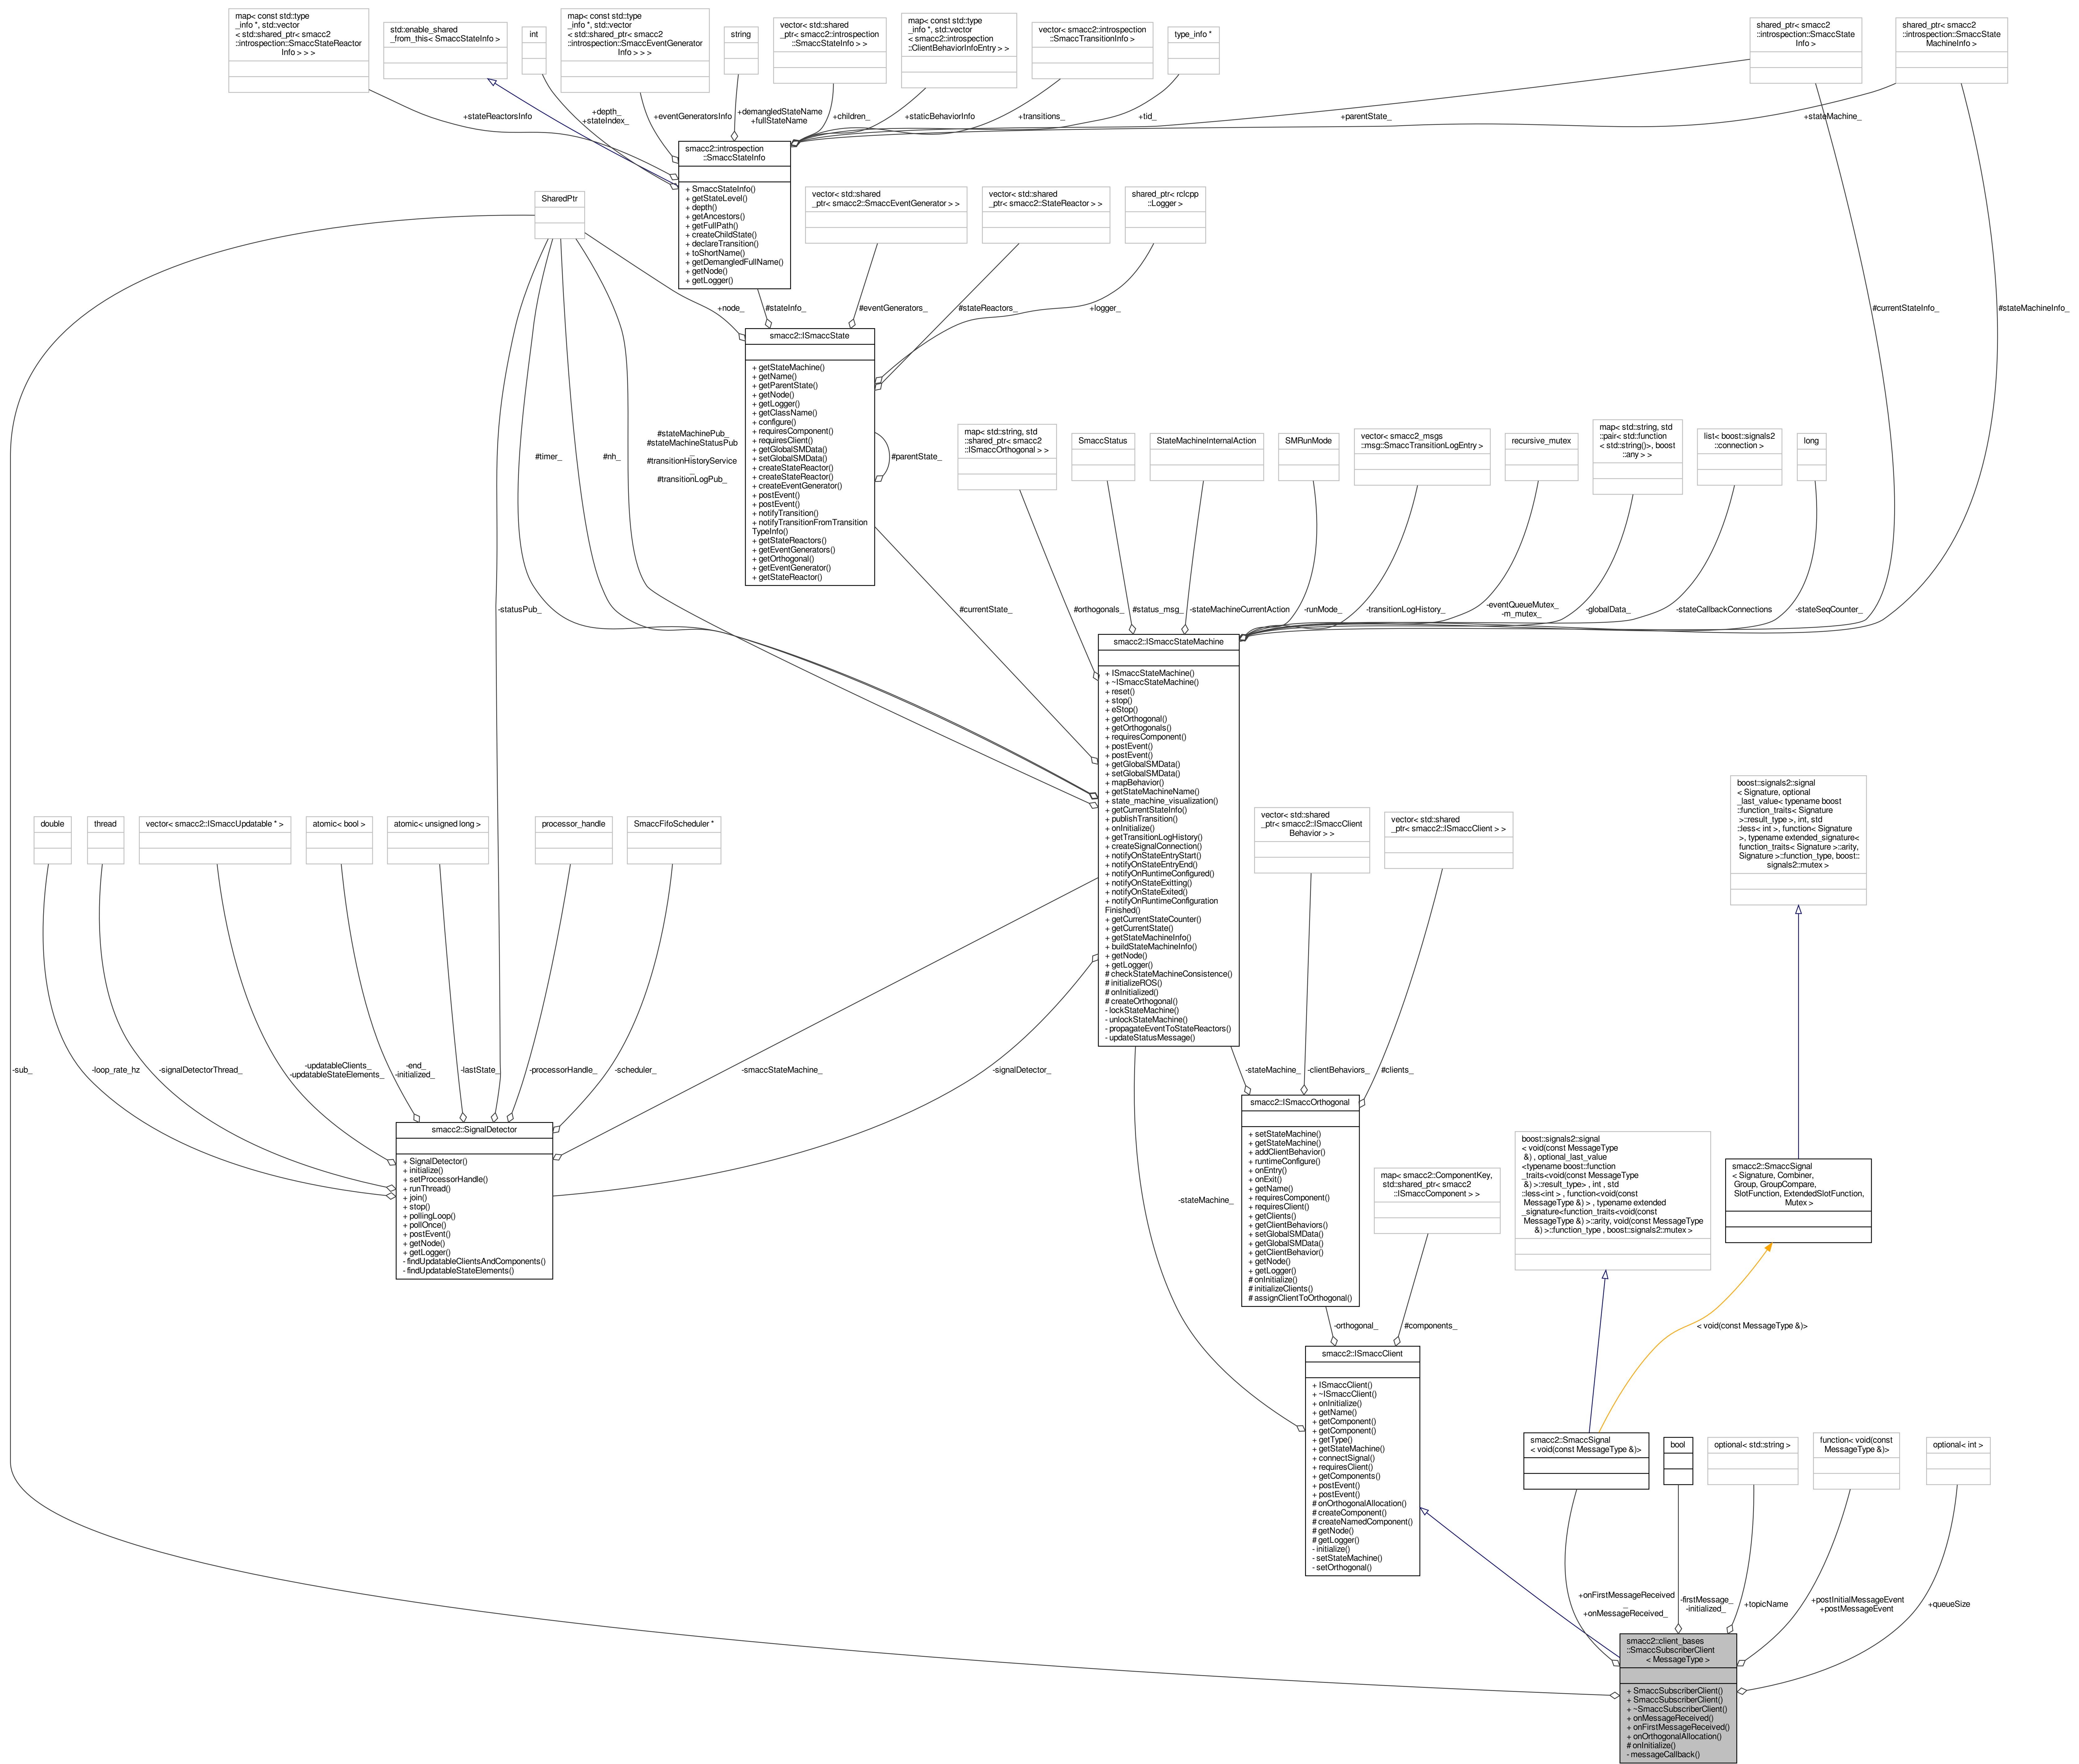 map< const std::type
_info *, std::vector
< std::shared_ptr< smacc2
::introspection::SmaccStateReactor
Info > > >
std::enable_shared
_from_this< SmaccStateInfo >
int
map< const std::type
_info *, std::vector
< std::shared_ptr< smacc2
::introspection::SmaccEventGenerator
Info > > >
string
vector< std::shared
_ptr< smacc2::introspection
::SmaccStateInfo > >
map< const std::type
_info *, std::vector
< smacc2::introspection
::ClientBehaviorInfoEntry > >
vector< smacc2::introspection
::SmaccTransitionInfo >
type_info *
shared_ptr< smacc2
::introspection::SmaccState
Info >
shared_ptr< smacc2
::introspection::SmaccState
MachineInfo >
+stateReactorsInfo
+depth_
+stateIndex_
+eventGeneratorsInfo
+demangledStateName
+fullStateName
+children_
+staticBehaviorInfo
+transitions_
+tid_
+parentState_
+stateMachine_
smacc2::introspection
::SmaccStateInfo
+ SmaccStateInfo()
+ getStateLevel()
+ depth()
+ getAncestors()
+ getFullPath()
+ createChildState()
+ declareTransition()
+ toShortName()
+ getDemangledFullName()
+ getNode()
+ getLogger()
SharedPtr
vector< std::shared
_ptr< smacc2::SmaccEventGenerator > >
vector< std::shared
_ptr< smacc2::StateReactor > >
shared_ptr< rclcpp
::Logger >
+node_
#stateInfo_
#eventGenerators_
#stateReactors_
+logger_
#currentStateInfo_
#stateMachineInfo_
smacc2::ISmaccState
+ getStateMachine()
+ getName()
+ getParentState()
+ getNode()
+ getLogger()
+ getClassName()
+ configure()
+ requiresComponent()
+ requiresClient()
+ getGlobalSMData()
+ setGlobalSMData()
+ createStateReactor()
+ createStateReactor()
+ createEventGenerator()
+ postEvent()
+ postEvent()
+ notifyTransition()
+ notifyTransitionFromTransition
TypeInfo()
+ getStateReactors()
+ getEventGenerators()
+ getOrthogonal()
+ getEventGenerator()
+ getStateReactor()
#parentState_
#timer_
#nh_
#stateMachinePub_
#stateMachineStatusPub
_
#transitionHistoryService
_
#transitionLogPub_
map< std::string, std
::shared_ptr< smacc2
::ISmaccOrthogonal > >
SmaccStatus
StateMachineInternalAction
SMRunMode
vector< smacc2_msgs
::msg::SmaccTransitionLogEntry >
recursive_mutex
map< std::string, std
::pair< std::function
< std::string()>, boost
::any > >
list< boost::signals2
::connection >
long
-statusPub_
#currentState_
#orthogonals_
#status_msg_
-stateMachineCurrentAction
-runMode_
-transitionLogHistory_
-eventQueueMutex_
-m_mutex_
-globalData_
-stateCallbackConnections
-stateSeqCounter_
smacc2::ISmaccStateMachine
+ ISmaccStateMachine()
+ ~ISmaccStateMachine()
+ reset()
+ stop()
+ eStop()
+ getOrthogonal()
+ getOrthogonals()
+ requiresComponent()
+ postEvent()
+ postEvent()
+ getGlobalSMData()
+ setGlobalSMData()
+ mapBehavior()
+ getStateMachineName()
+ state_machine_visualization()
+ getCurrentStateInfo()
+ publishTransition()
+ onInitialize()
+ getTransitionLogHistory()
+ createSignalConnection()
+ notifyOnStateEntryStart()
+ notifyOnStateEntryEnd()
+ notifyOnRuntimeConfigured()
+ notifyOnStateExitting()
+ notifyOnStateExited()
+ notifyOnRuntimeConfiguration
Finished()
+ getCurrentStateCounter()
+ getCurrentState()
+ getStateMachineInfo()
+ buildStateMachineInfo()
+ getNode()
+ getLogger()
# checkStateMachineConsistence()
# initializeROS()
# onInitialized()
# createOrthogonal()
- lockStateMachine()
- unlockStateMachine()
- propagateEventToStateReactors()
- updateStatusMessage()
double
thread
vector< smacc2::ISmaccUpdatable * >
atomic< bool >
atomic< unsigned long >
processor_handle
SmaccFifoScheduler *
vector< std::shared
_ptr< smacc2::ISmaccClient
Behavior > >
vector< std::shared
_ptr< smacc2::ISmaccClient > >
boost::signals2::signal
< Signature, optional
_last_value< typename boost
::function_traits< Signature
>::result_type >, int, std
::less< int >, function< Signature
>, typename extended_signature<
function_traits< Signature >::arity,
Signature >::function_type, boost::
signals2::mutex >
-sub_
-loop_rate_hz
-signalDetectorThread_
-updatableClients_
-updatableStateElements_
-end_
-initialized_
-lastState_
-processorHandle_
-scheduler_
-smaccStateMachine_
-signalDetector_
-stateMachine_
-clientBehaviors_
#clients_
smacc2::SignalDetector
+ SignalDetector()
+ initialize()
+ setProcessorHandle()
+ runThread()
+ join()
+ stop()
+ pollingLoop()
+ pollOnce()
+ postEvent()
+ getNode()
+ getLogger()
- findUpdatableClientsAndComponents()
- findUpdatableStateElements()
smacc2::ISmaccOrthogonal
+ setStateMachine()
+ getStateMachine()
+ addClientBehavior()
+ runtimeConfigure()
+ onEntry()
+ onExit()
+ getName()
+ requiresComponent()
+ requiresClient()
+ getClients()
+ getClientBehaviors()
+ setGlobalSMData()
+ getGlobalSMData()
+ getClientBehavior()
+ getNode()
+ getLogger()
# onInitialize()
# initializeClients()
# assignClientToOrthogonal()
map< smacc2::ComponentKey,
std::shared_ptr< smacc2
::ISmaccComponent > >
boost::signals2::signal
< void(const MessageType
&) , optional_last_value
<typename boost::function
_traits<void(const MessageType
&) >::result_type> , int , std
::less<int > , function<void(const
MessageType &) > , typename extended
_signature<function_traits<void(const
MessageType &) >::arity, void(const MessageType
&) >::function_type , boost::signals2::mutex >
smacc2::SmaccSignal
< Signature, Combiner,
Group, GroupCompare,
SlotFunction, ExtendedSlotFunction,
Mutex >
-stateMachine_
-orthogonal_
#components_
< void(const MessageType &)>
smacc2::ISmaccClient
+ ISmaccClient()
+ ~ISmaccClient()
+ onInitialize()
+ getName()
+ getComponent()
+ getComponent()
+ getType()
+ getStateMachine()
+ connectSignal()
+ requiresClient()
+ getComponents()
+ postEvent()
+ postEvent()
# onOrthogonalAllocation()
# createComponent()
# createNamedComponent()
# getNode()
# getLogger()
- initialize()
- setStateMachine()
- setOrthogonal()
smacc2::SmaccSignal
< void(const MessageType &)>
bool
optional< std::string >
function< void(const
MessageType &)>
optional< int >
+onFirstMessageReceived
_
+onMessageReceived_
-firstMessage_
-initialized_
+topicName
+postInitialMessageEvent
+postMessageEvent
+queueSize
smacc2::client_bases
::SmaccSubscriberClient
< MessageType >
+ SmaccSubscriberClient()
+ SmaccSubscriberClient()
+ ~SmaccSubscriberClient()
+ onMessageReceived()
+ onFirstMessageReceived()
+ onOrthogonalAllocation()
# onInitialize()
- messageCallback()